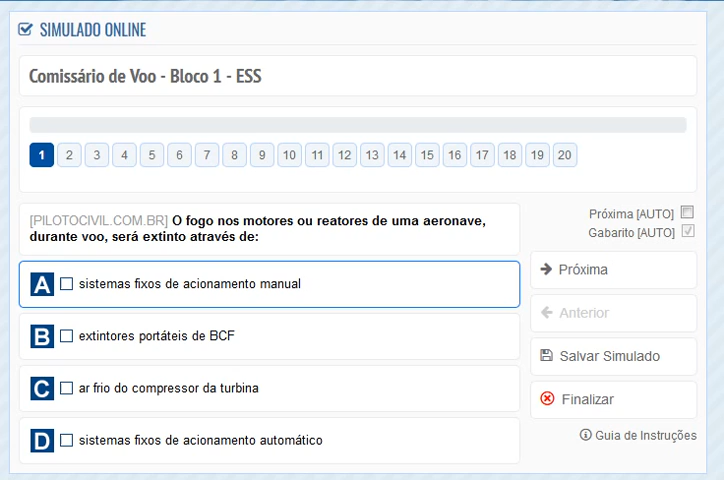 SIMULADO ONLINE
Comissário de Voo - Bloco 1 - ESS
1 2 3 4 5 6 7 8 9 10 11 12 13 14 15 16 17 18 19 20
[PILOTOCIVIL.COM.BR] O fogo nos motores ou reatores de uma aeronave,
durante voo, será extinto através de:
A sistemas fixos de acionamento manual
B extintores portáteis de BCF
C ar frio do compressor da turbina
D sistemas fixos de acionamento automático
Próxima [AUTO]
Gabarito [AUTO]
Próxima
Anterior
Salvar Simulado
Finalizar
Guia de Instruções